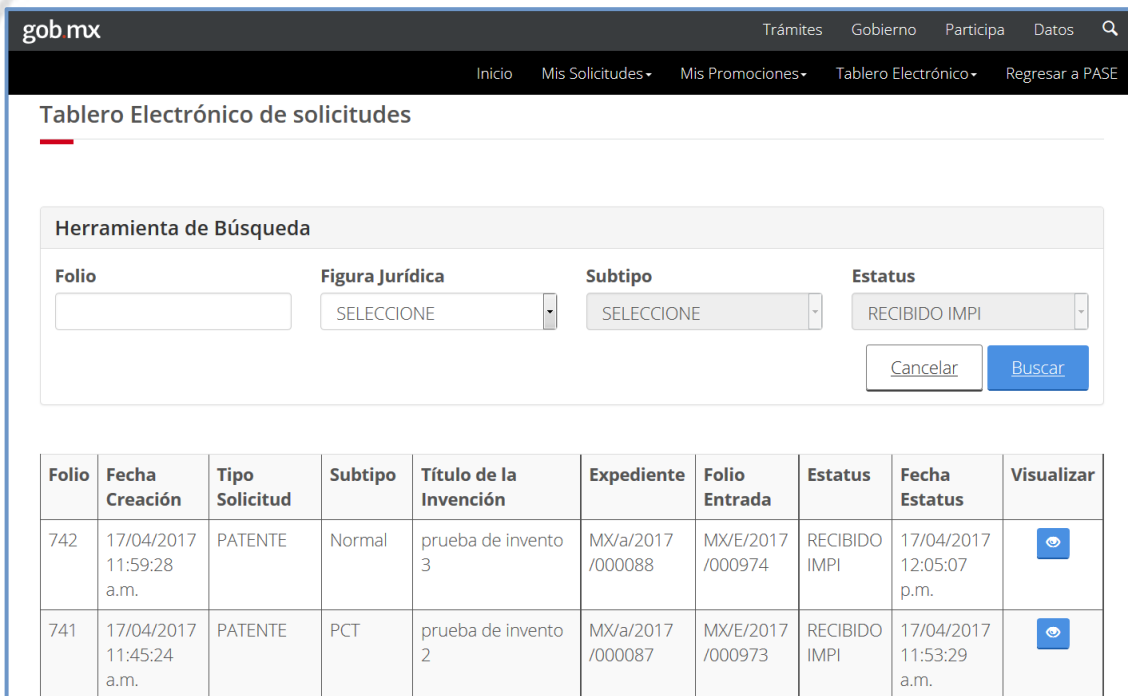 gob.mx Trámites Gobierno Participa Datos
Inicio Mis Solicitudes Mis Promociones Tablero Electrónico Regresar a PASE
Tablero Electrónico de solicitudes
Herramienta de Búsqueda
Folio Figura Jurídica Subtipo Estatus
SELECCIONE SELECCIONE RECIBIDO IMPI
Cancelar Buscar
Folio Fecha Creación Tipo Solicitud Subtipo Título de la Invención Expediente Folio Entrada Estatus Fecha Estatus Visualizar
742 17/04/2017 11:59:28 a.m. PATENTE Normal prueba de invento 3 MX/a/2017/000088 MX/E/2017/000974 RECIBIDO IMPI 17/04/2017 12:05:07 p.m.
741 17/04/2017 11:45:24 a.m. PATENTE PCT prueba de invento 2 MX/a/2017/000087 MX/E/2017/000973 RECIBIDO IMPI 17/04/2017 11:53:29 a.m.